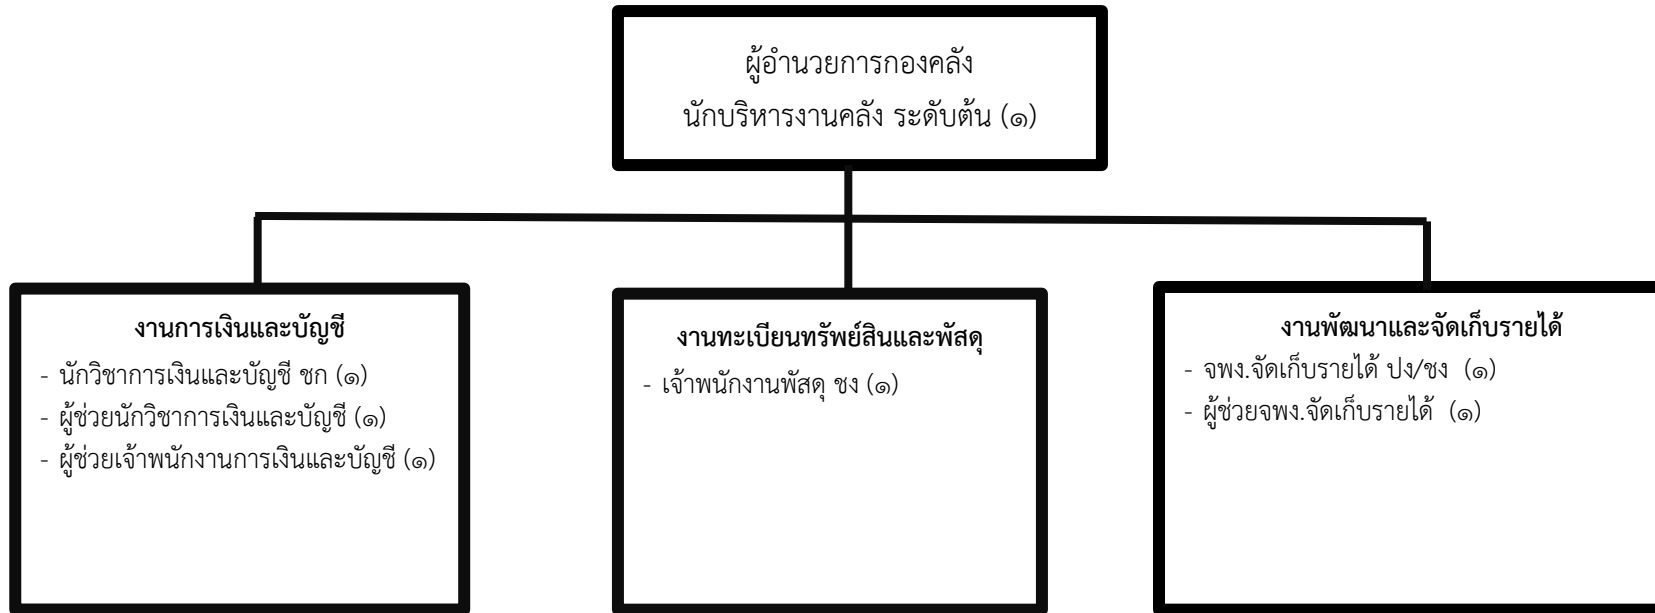 ผู้อำนวยการกองคลัง
นักบริหารงานคลัง ระดับต้น (๑)
งานการเงินและบัญชี
- นักวิชาการเงินและบัญชี ชก (๑)
- ผู้ช่วยนักวิชาการเงินและบัญชี (๑)
- ผู้ช่วยเจ้าพนักงานการเงินและบัญชี (๑)
งานทะเบียนทรัพย์สินและพัสดุ
- เจ้าพนักงานพัสดุ ชง (๑)
งานพัฒนาและจัดเก็บรายได้
- จพง.จัดเก็บรายได้ ปง/ชง (๑)
- ผู้ช่วยจพง.จัดเก็บรายได้ (๑)